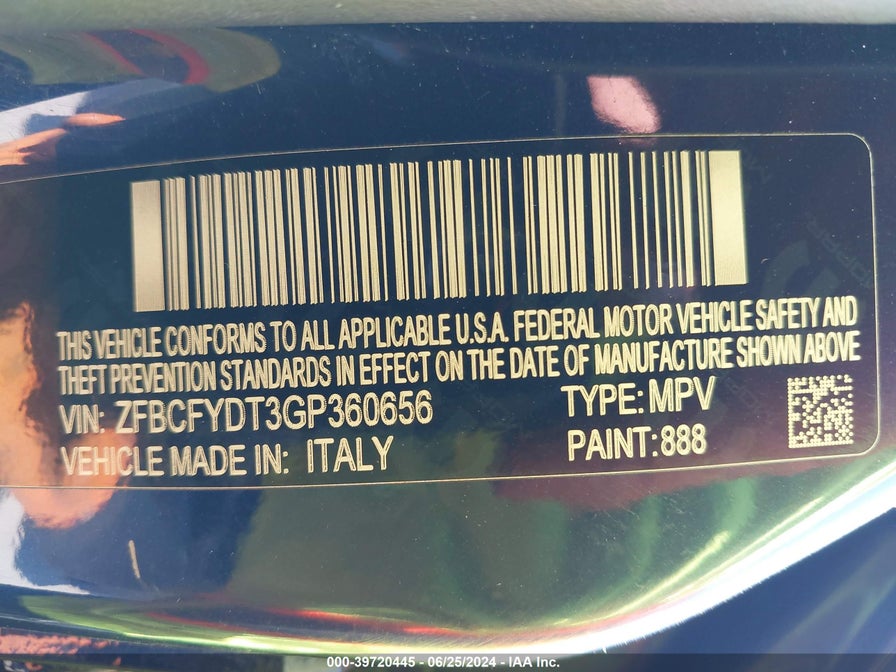 THIS VEHICLE CONFORMS TO ALL APPLICABLE U.S.A. FEDERAL MOTOR VEHICLE SAFETY AND
THEFT PREVENTION STANDARDS IN EFFECT ON THE DATE OF MANUFACTURE SHOWN ABOVE
VIN: ZFBCFYDT3GP360656 TYPE: MPV
VEHICLE MADE IN: ITALY PAINT:888
000-39720445 - 06/25/2024 - IAA Inc.